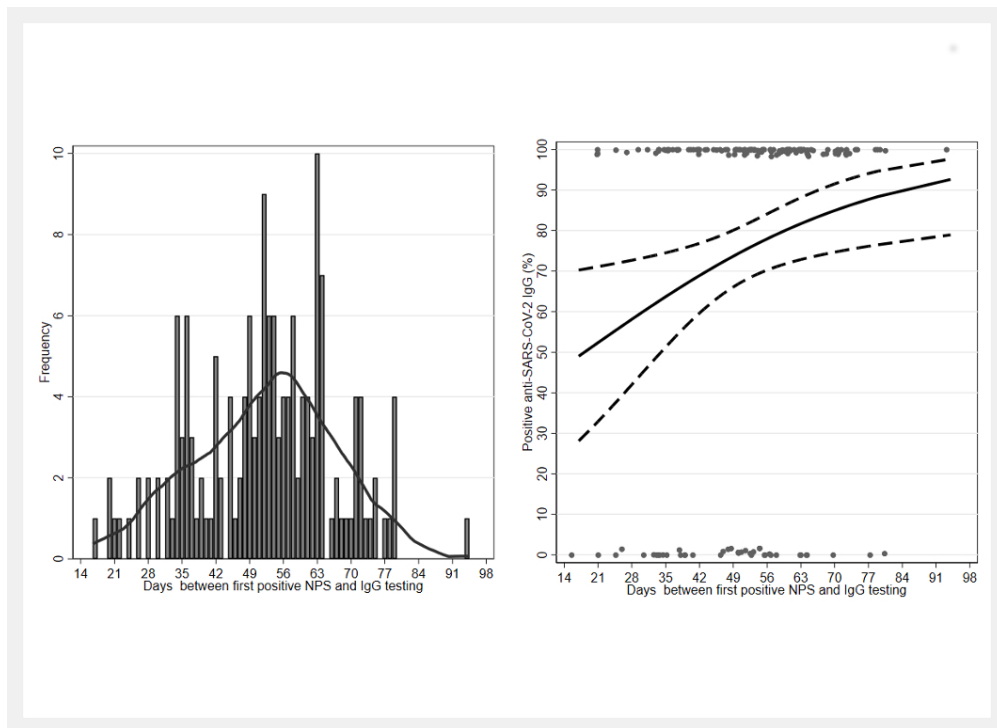 10
8
6
4
2
0
Frequency
14 21 28 35 42 49 56 63 70 77 84 91 98
Days between first positive NPS and IgG testing
100
90
80
70
60
50
40
30
20
10
0
Positive anti-SARS-CoV-2 IgG (%)
14 21 28 35 42 49 56 63 70 77 84 91 98
Days between first positive NPS and IgG testing